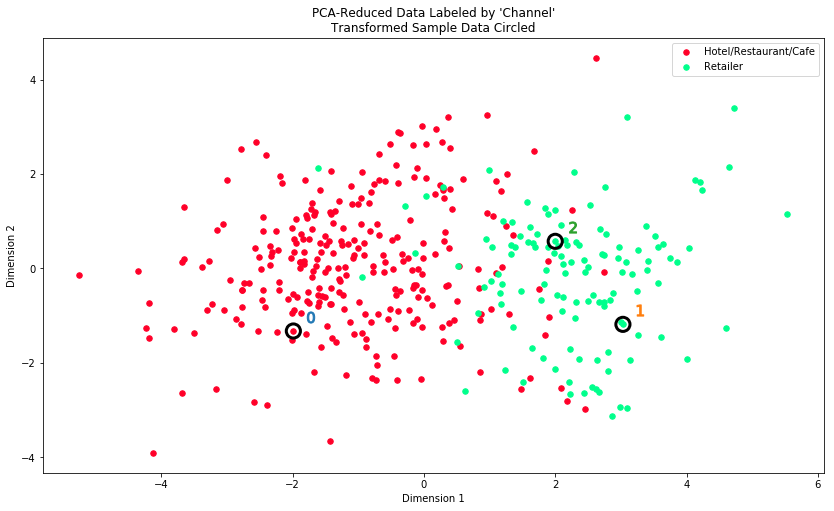 PCA-Reduced Data Labeled by 'Channel'
Transformed Sample Data Circled
Hotel/Restaurant/Cafe
Retailer
4
2
0
−2
−4
Dimension 2
2
1
0
−4
−2
0
2
4
6
Dimension 1